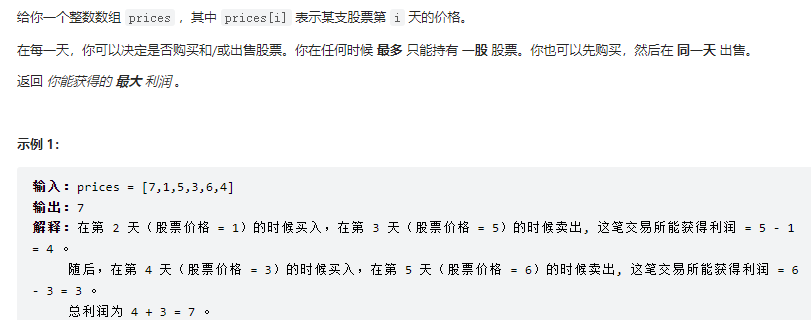 给你一个整数数组 prices ，其中 prices[i] 表示某支股票第 i 天的价格。
在每一天，你可以决定是否购买和/或出售股票。你在任何时候 最多 只能持有 一股 股票。你也可以先购买，然后在 同一天 出售。
返回 你能获得的 最大 利润 。
示例 1：
输入：prices = [7,1,5,3,6,4]
输出：7
解释：在第 2 天（股票价格 = 1）的时候买入，在第 3 天（股票价格 = 5）的时候卖出, 这笔交易所能获得利润 = 5 - 1
= 4 。
随后，在第 4 天（股票价格 = 3）的时候买入，在第 5 天（股票价格 = 6）的时候卖出, 这笔交易所能获得利润 = 6
- 3 = 3 。
总利润为 4 + 3 = 7 。